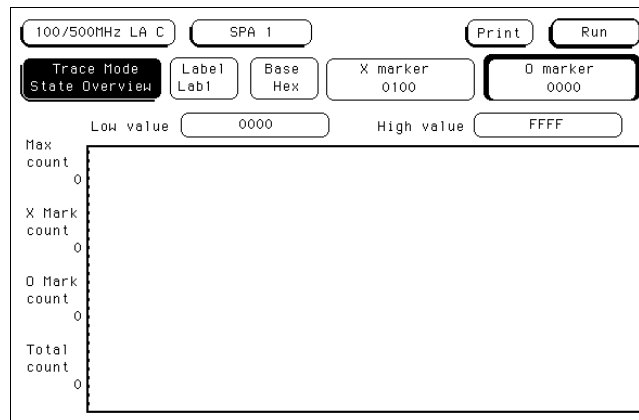 100/500MHz LA C SPA 1 Print Run
Trace Mode Label Base X marker O marker
State Overview Lab1 Hex 0100 0000
Low value 0000 High value FFFF
Max
count
0
X Mark
count
0
O Mark
count
0
Total
count
0